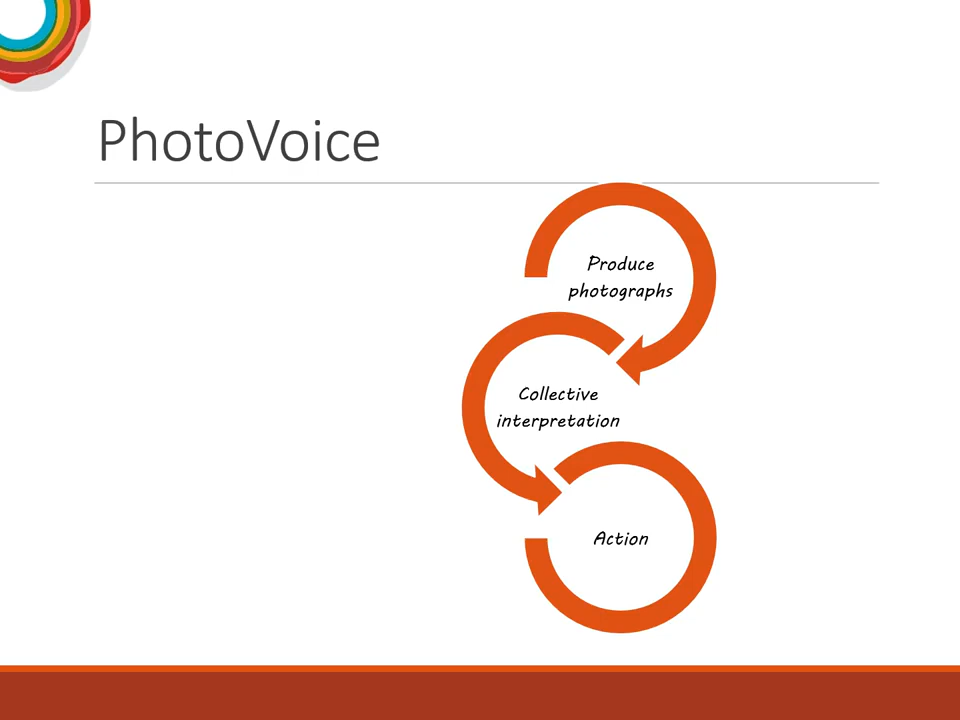 PhotoVoice
Produce
photographs
Collective
interpretation
Action